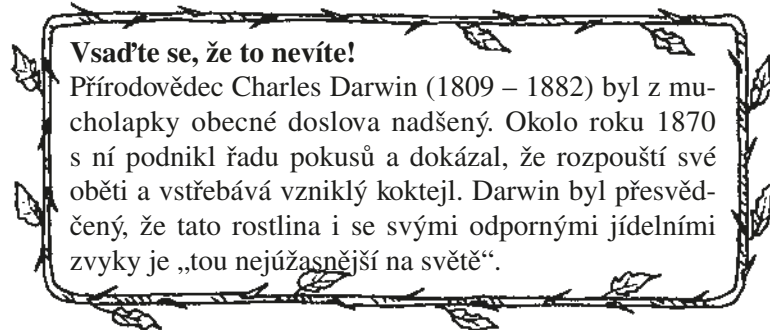 Vsaďte se, že to nevíte!
Přírodovědec Charles Darwin (1809 – 1882) byl z mu-
cholapky obecné doslova nadšený. Okolo roku 1870
s ní podnikl řadu pokusů a dokázal, že rozpouští své
oběti a vstřebává vzniklý koktejl. Darwin byl přesvěd-
čený, že tato rostlina i se svými odpornými jídelními
zvyky je „tou nejúžasnější na světě“.